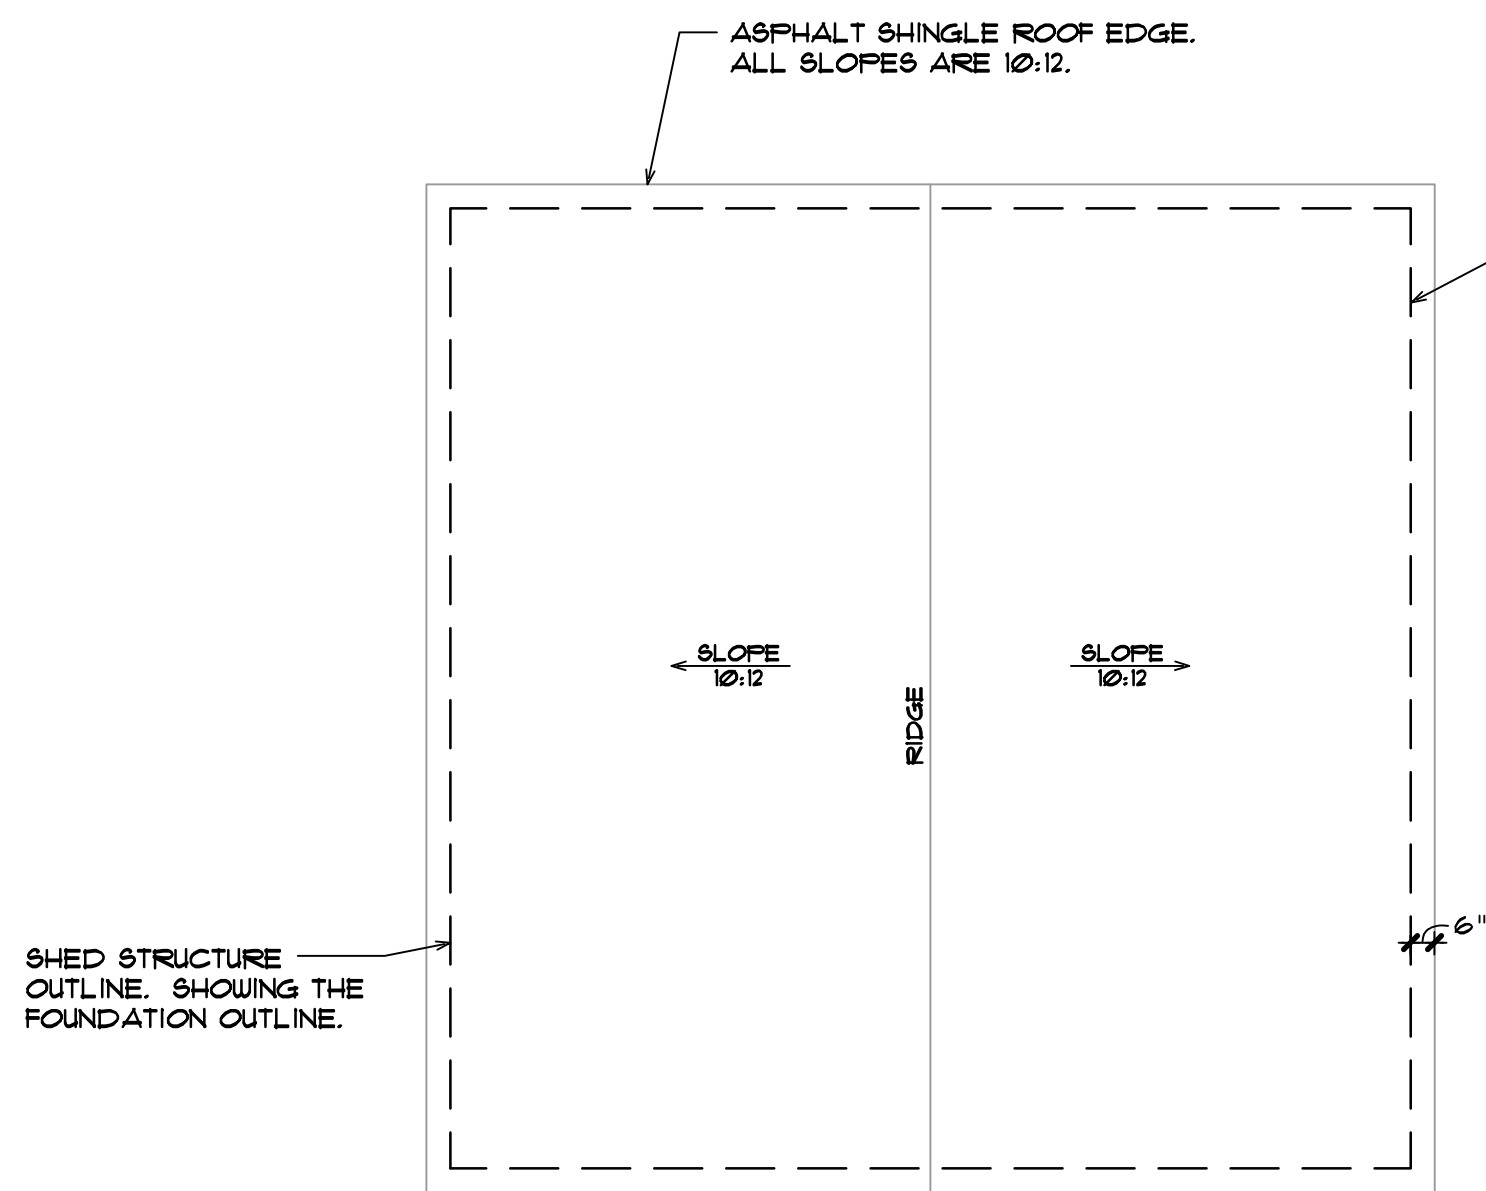 ASPHALT SHINGLE ROOF EDGE.
ALL SLOPES ARE 10:12.
SLOPE
10:12
SLOPE
10:12
RIDGE
6"
SHED STRUCTURE
OUTLINE. SHOWING THE
FOUNDATION OUTLINE.